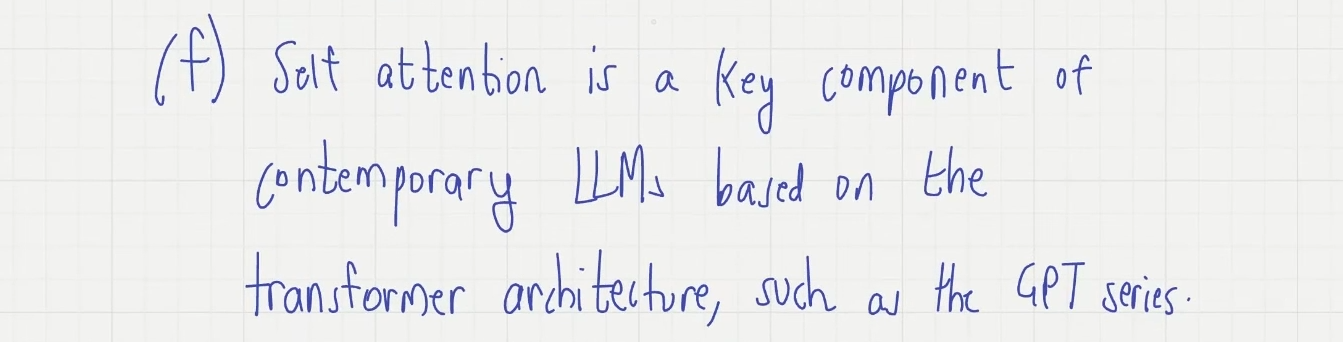 (f) Self attention is a key component of
contemporary LLMs based on the
transformer architecture, such as the GPT series.